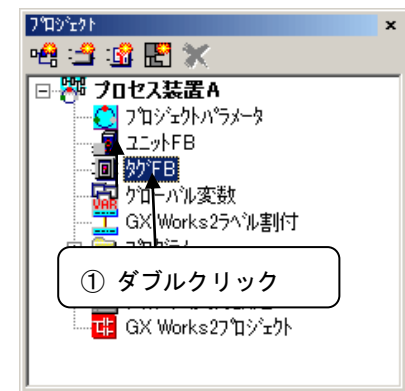 プロジェクト
プロセス装置A
プロジェクトパラメータ
ユニットFB
タグFB
グローバル変数
GX Works2ラベル割付
① ダブルクリック
GX Works2プロジェクト